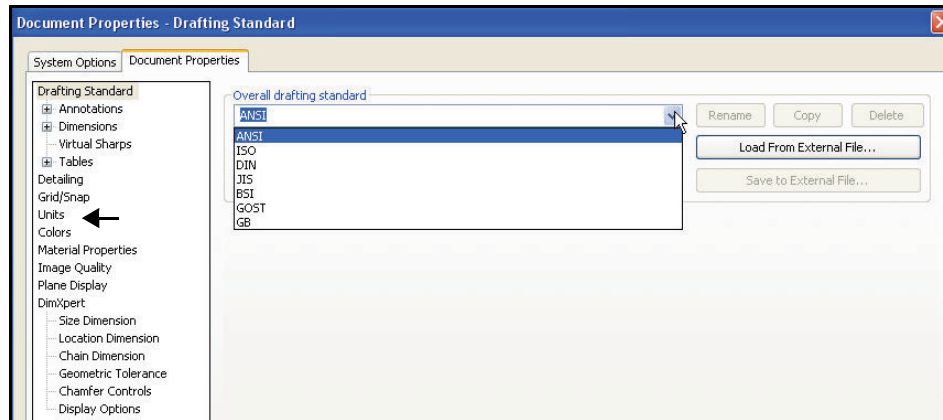 Document Properties - Drafting Standard
System Options
Document Properties
Drafting Standard
Annotations
Dimensions
Virtual Sharps
Tables
Detailing
Grid/Snap
Units
Colors
Material Properties
Image Quality
Plane Display
DimXpert
Size Dimension
Location Dimension
Chain Dimension
Geometric Tolerance
Chamfer Controls
Display Options
Overall drafting standard
ANSI
ANSI
ISO
DIN
JIS
BSI
GOST
GB
Rename
Copy
Delete
Load From External File...
Save to External File...